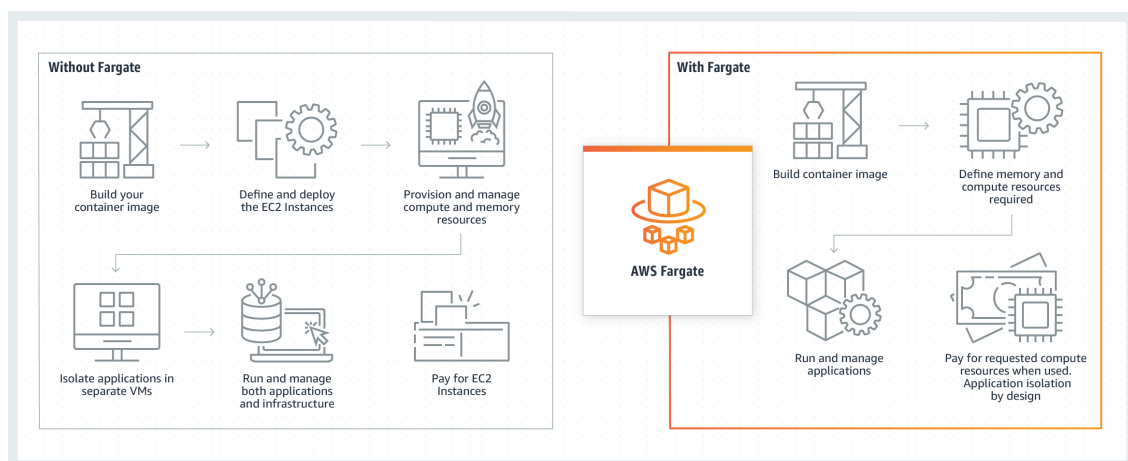 Without Fargate
Build your
container image
Define and deploy
the EC2 Instances
Provision and manage
compute and memory
resources
Isolate applications in
separate VMs
Run and manage
both applications
and infrastructure
Pay for EC2
Instances
AWS Fargate
With Fargate
Build container image
Define memory and
compute resources
required
Run and manage
applications
Pay for requested compute
resources when used.
Application isolation
by design